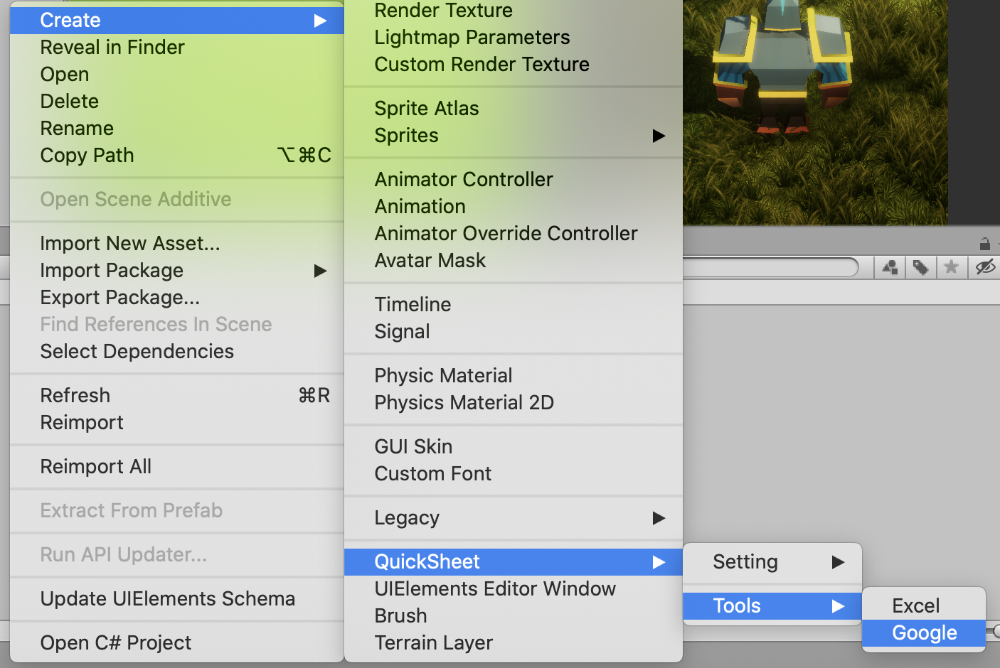 Create
Reveal in Finder
Open
Delete
Rename
Copy Path ⌥⌘C
Open Scene Additive
Import New Asset...
Import Package
Export Package...
Find References In Scene
Select Dependencies
Refresh ⌘R
Reimport
Reimport All
Extract From Prefab
Run API Updater...
Update UIElements Schema
Open C# Project
Render Texture
Lightmap Parameters
Custom Render Texture
Sprite Atlas
Sprites
Animator Controller
Animation
Animator Override Controller
Avatar Mask
Timeline
Signal
Physic Material
Physics Material 2D
GUI Skin
Custom Font
Legacy
QuickSheet
UIElements Editor Window
Brush
Terrain Layer
Setting
Tools
Excel
Google